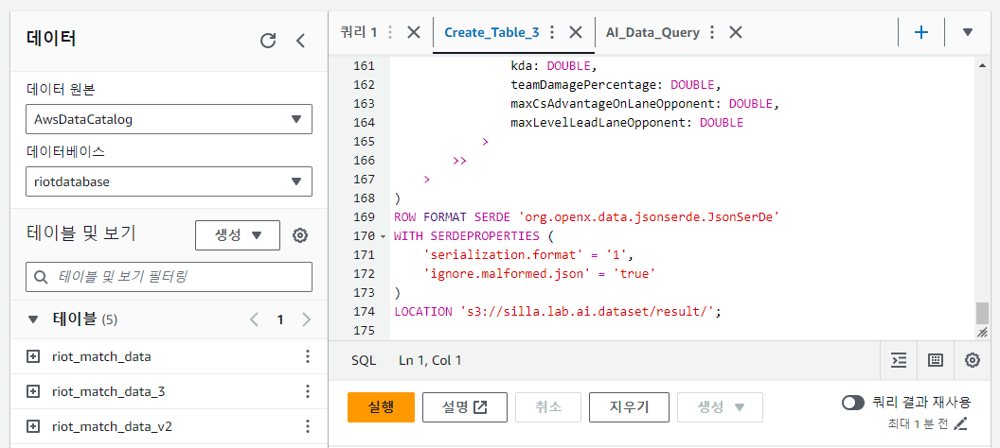 데이터
데이터 원본
AwsDataCatalog
데이터베이스
riotdatabase
테이블 및 보기
생성
테이블 및 보기 필터링
테이블 (5)
1
riot_match_data
riot_match_data_3
riot_match_data_v2
쿼리 1
Create_Table_3
AI_Data_Query
161 kda: DOUBLE,
162 teamDamagePercentage: DOUBLE,
163 maxCsAdvantageOnLaneOpponent: DOUBLE,
164 maxLevelLeadLaneOpponent: DOUBLE
165 >
166 >>
167 >
168 )
169 ROW FORMAT SERDE 'org.openx.data.jsonserde.JsonSerDe'
170 WITH SERDEPROPERTIES (
171 'serialization.format' = '1',
172 'ignore.malformed.json' = 'true'
173 )
174 LOCATION 's3://silla.lab.ai.dataset/result/';
175
SQL Ln 1, Col 1
실행
설명
취소
지우기
생성
쿼리 결과 재사용
최대 1 분 전